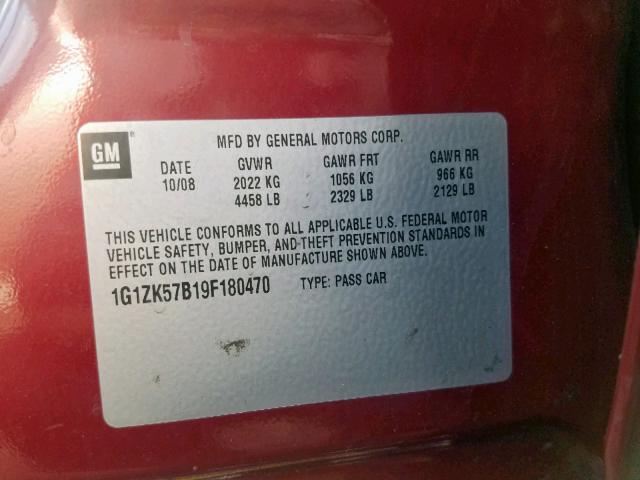 GM
MFD BY GENERAL MOTORS CORP.
DATE GVWR GAWR FRT GAWR RR
10/08 2022 KG 1056 KG 966 KG
4458 LB 2329 LB 2129 LB
THIS VEHICLE CONFORMS TO ALL APPLICABLE U.S. FEDERAL MOTOR
VEHICLE SAFETY, BUMPER, AND THEFT PREVENTION STANDARDS IN
EFFECT ON THE DATE OF MANUFACTURE SHOWN ABOVE.
1G1ZK57B19F180470 TYPE: PASS CAR